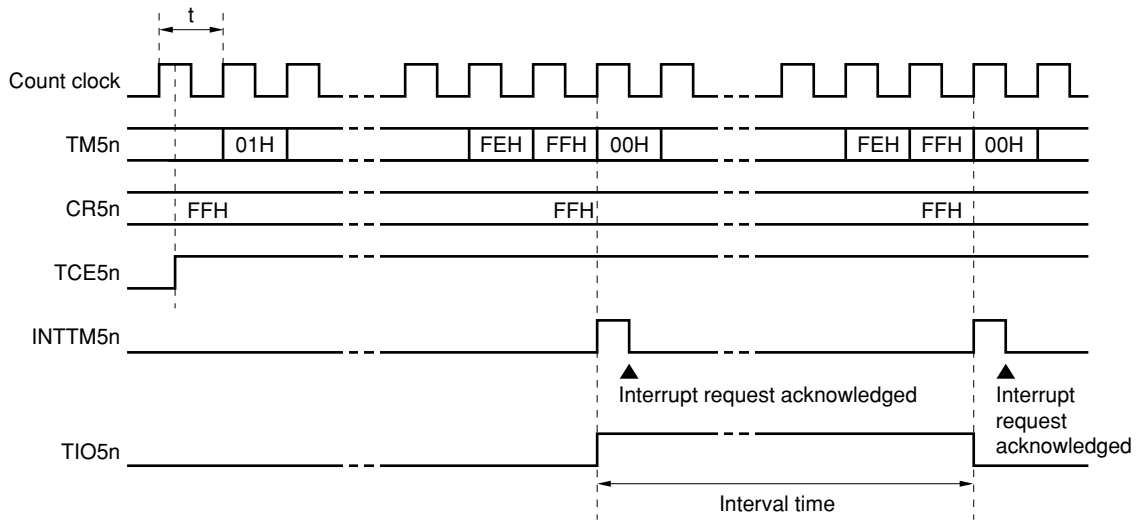 t
Count clock
TM5n 01H FEH FFH 00H FEH FFH 00H
CR5n FFH FFH FFH
TCE5n
INTTM5n
Interrupt request acknowledged
Interrupt
request
acknowledged
TIO5n
Interval time